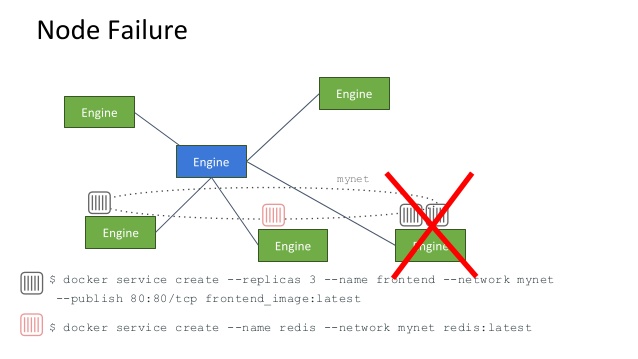 Node Failure
Engine
Engine
Engine
mynet
Engine
Engine
Engine
$ docker service create --replicas 3 --name frontend --network mynet
--publish 80:80/tcp frontend_image:latest
$ docker service create --name redis --network mynet redis:latest